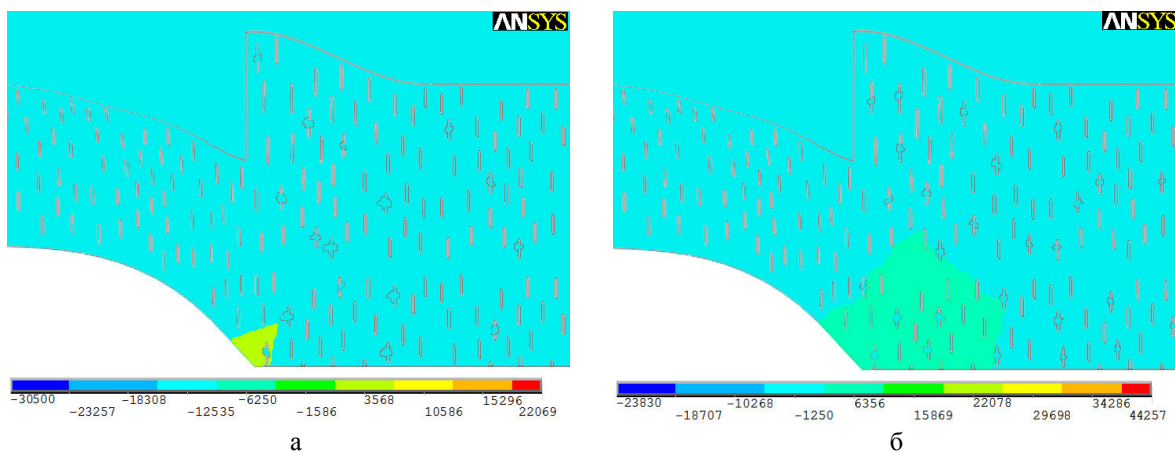 ANSYS
ANSYS
-30500 -18308 -6250 3568 15296
-23257 -12535 -1586 10586 22069
-23830 -10268 6356 22078 34286
-18707 -1250 15869 29698 44257
а
б